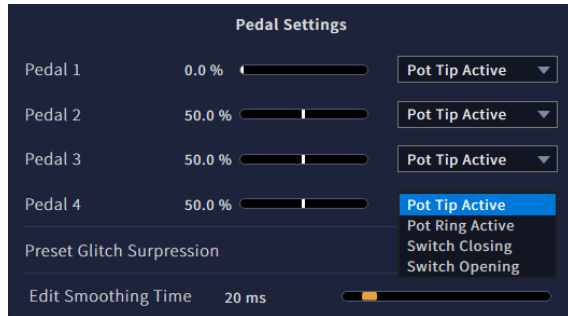 Pedal Settings
Pedal 1 0.0 % Pot Tip Active
Pedal 2 50.0 % Pot Tip Active
Pedal 3 50.0 % Pot Tip Active
Pedal 4 50.0 % Pot Tip Active
Pot Ring Active
Preset Glitch Surpression Switch Closing
Switch Opening
Edit Smoothing Time 20 ms